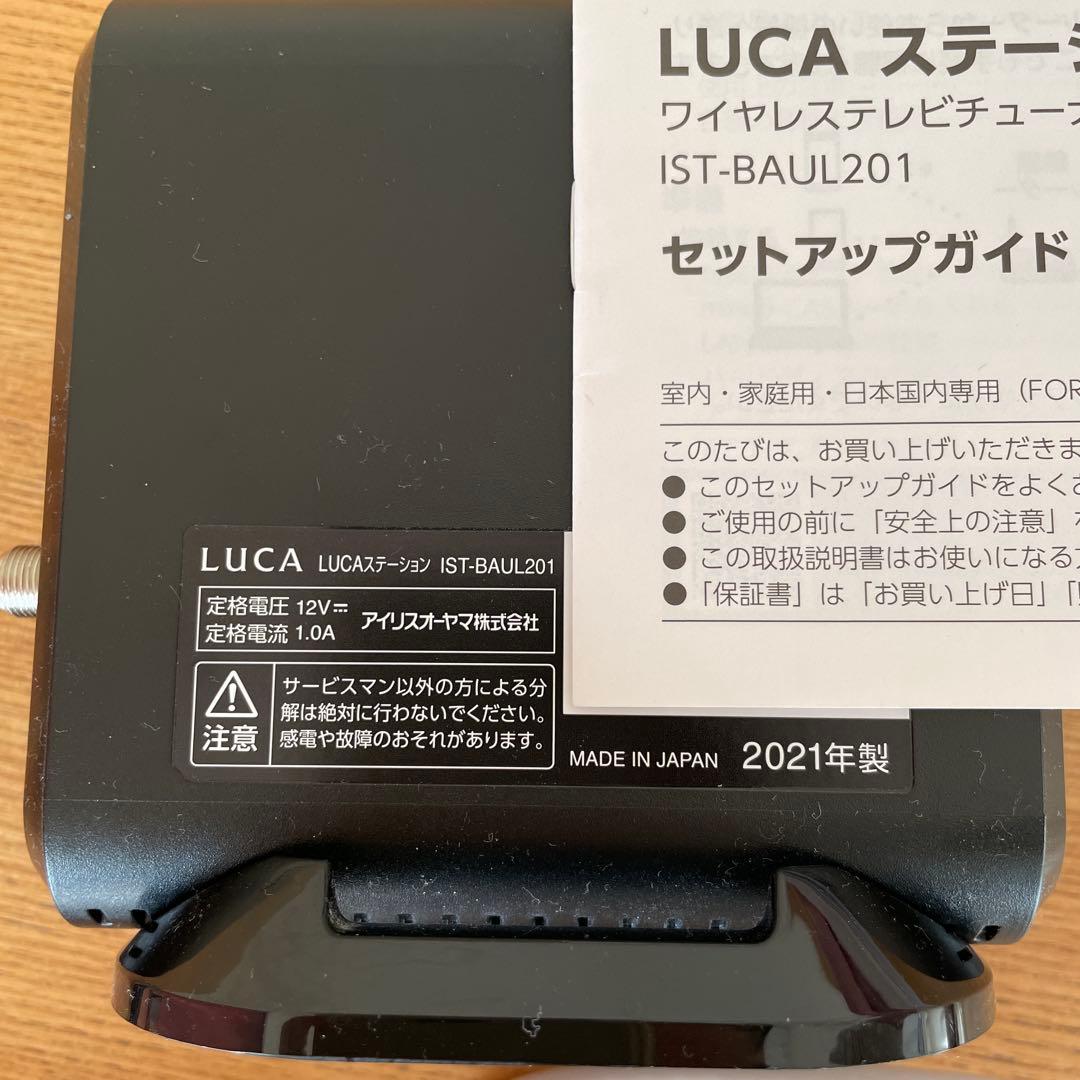 LUCA ステーシ
ワイヤレステレビチューナ
IST-BAUL201
セットアップガイド
室内・家庭用・日本国内専用（FOR
このたびは、お買い上げいただきま
● このセットアップガイドをよくお
● ご使用の前に「安全上の注意」を
● この取扱説明書はお使いになる方
● 「保証書」は「お買い上げ日」「
LUCA LUCAステーション IST-BAUL201
定格電圧 12V⎓
定格電流 1.0A
アイリスオーヤマ株式会社
注意
サービスマン以外の方による分
解は絶対に行わないでください。
感電や故障のおそれがあります。
MADE IN JAPAN 2021年製